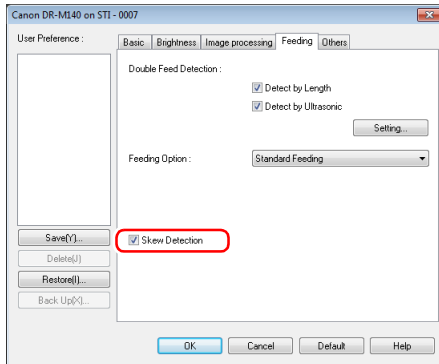 Canon DR-M140 on STI - 0007
User Preference :
Basic Brightness Image processing Feeding Others
Double Feed Detection :
Detect by Length
Detect by Ultrasonic
Setting...
Feeding Option : Standard Feeding
Save(Y)...
Skew Detection
Delete(J)
Restore(I)...
Back Up(X)...
OK Cancel Default Help